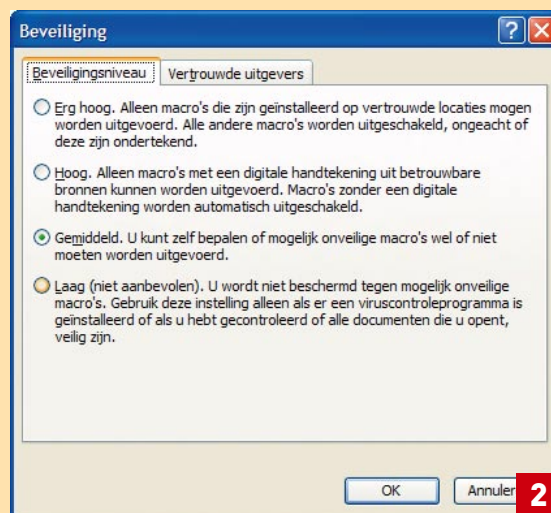 Beveiliging
Beveiligingsniveau Vertrouwde uitgevers
Erg hoog. Alleen macro's die zijn geïnstalleerd op vertrouwde locaties mogen
worden uitgevoerd. Alle andere macro's worden uitgeschakeld, ongeacht of
deze zijn ondertekend.
Hoog. Alleen macro's met een digitale handtekening uit betrouwbare
bronnen kunnen worden uitgevoerd. Macro's zonder een digitale
handtekening worden automatisch uitgeschakeld.
Gemiddeld. U kunt zelf bepalen of mogelijk onveilige macro's wel of niet
moeten worden uitgevoerd.
Laag (niet aanbevolen). U wordt niet beschermd tegen mogelijk onveilige
macro's. Gebruik deze instelling alleen als er een viruscontroleprogramma is
geïnstalleerd of als u hebt gecontroleerd of alle documenten die u opent,
veilig zijn.
OK Annuler
2